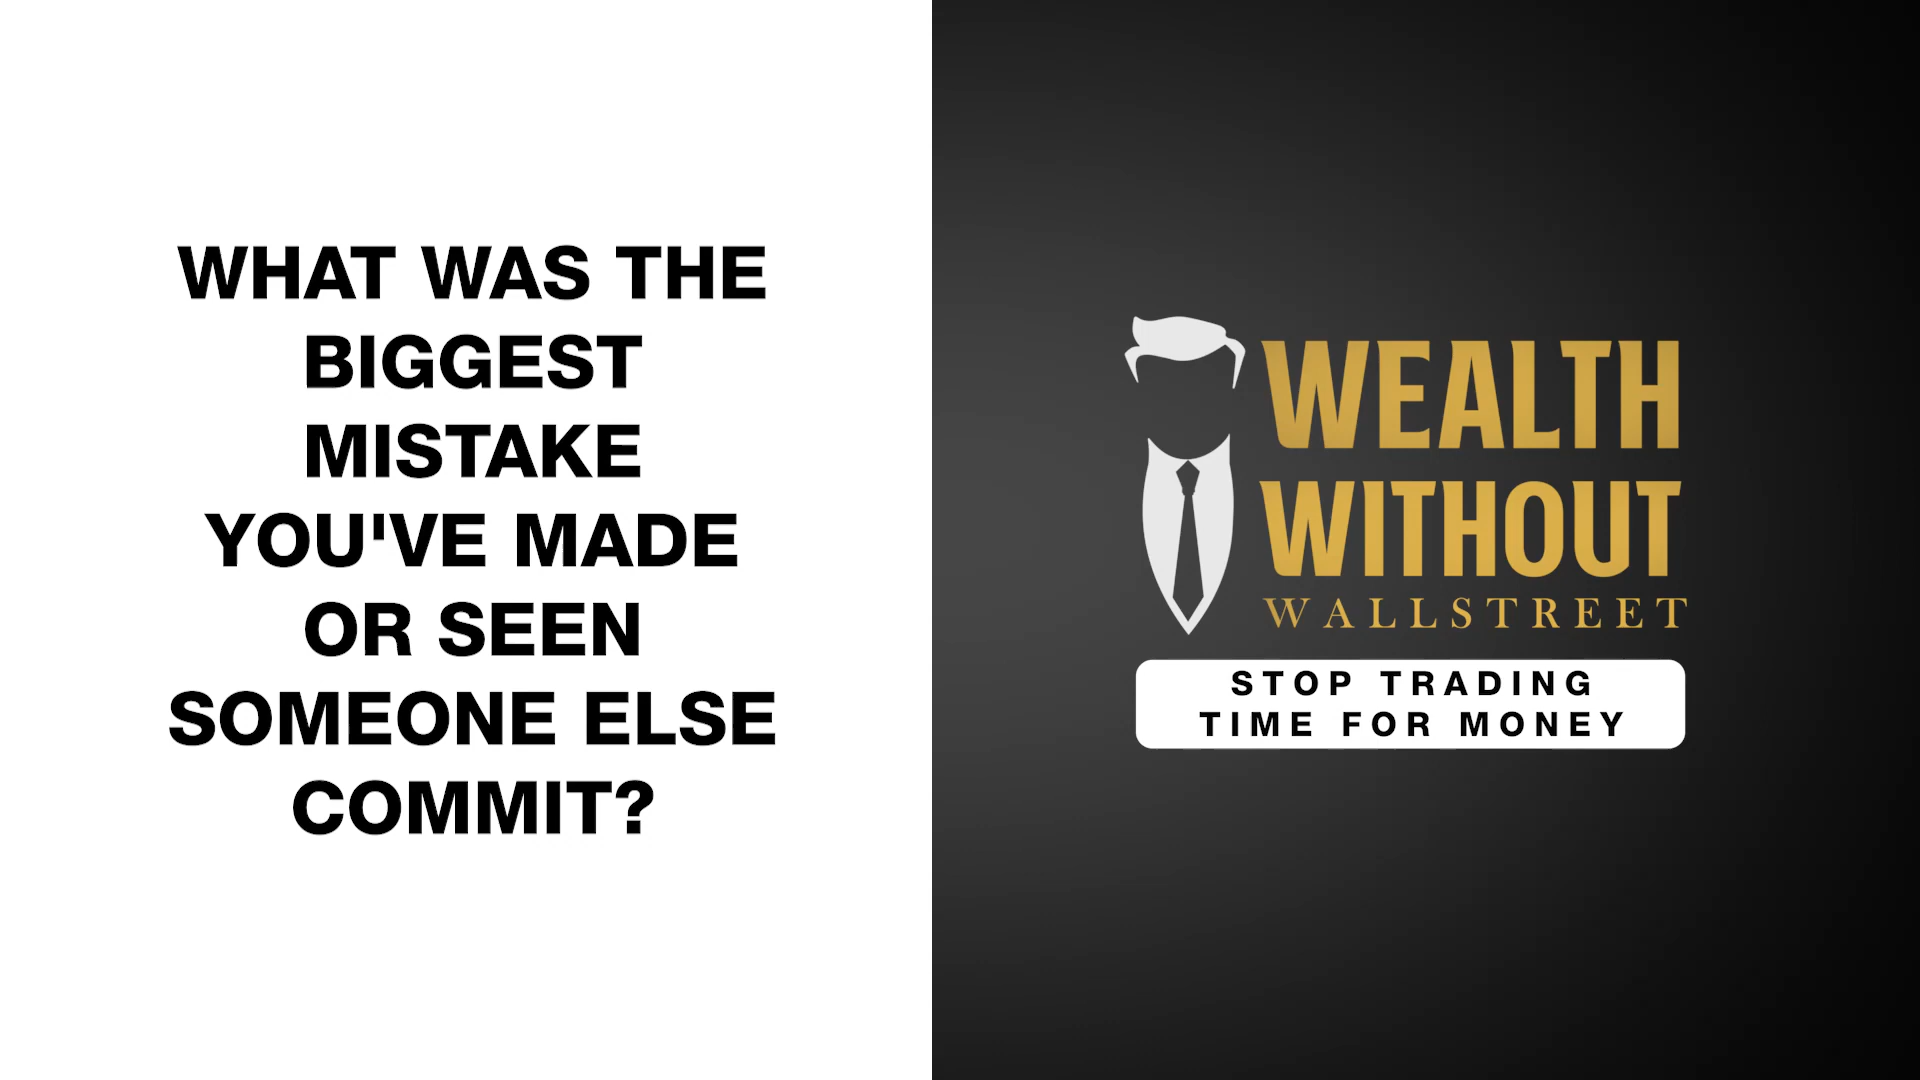 WHAT WAS THE
BIGGEST
MISTAKE
YOU'VE MADE
OR SEEN
SOMEONE ELSE
COMMIT?
WEALTH
WITHOUT
WALLSTREET
STOP TRADING
TIME FOR MONEY